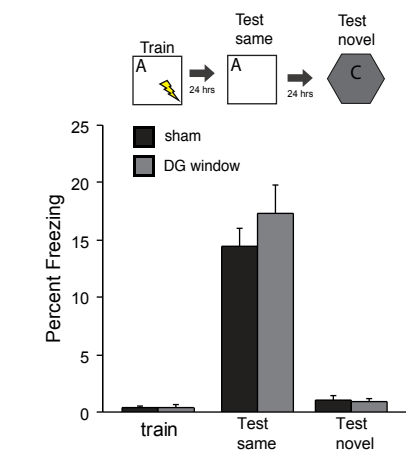 Train
Test
same
Test
novel
A
24 hrs
A
24 hrs
C
sham
DG window
Percent Freezing
25
20
15
10
5
0
train
Test
same
Test
novel